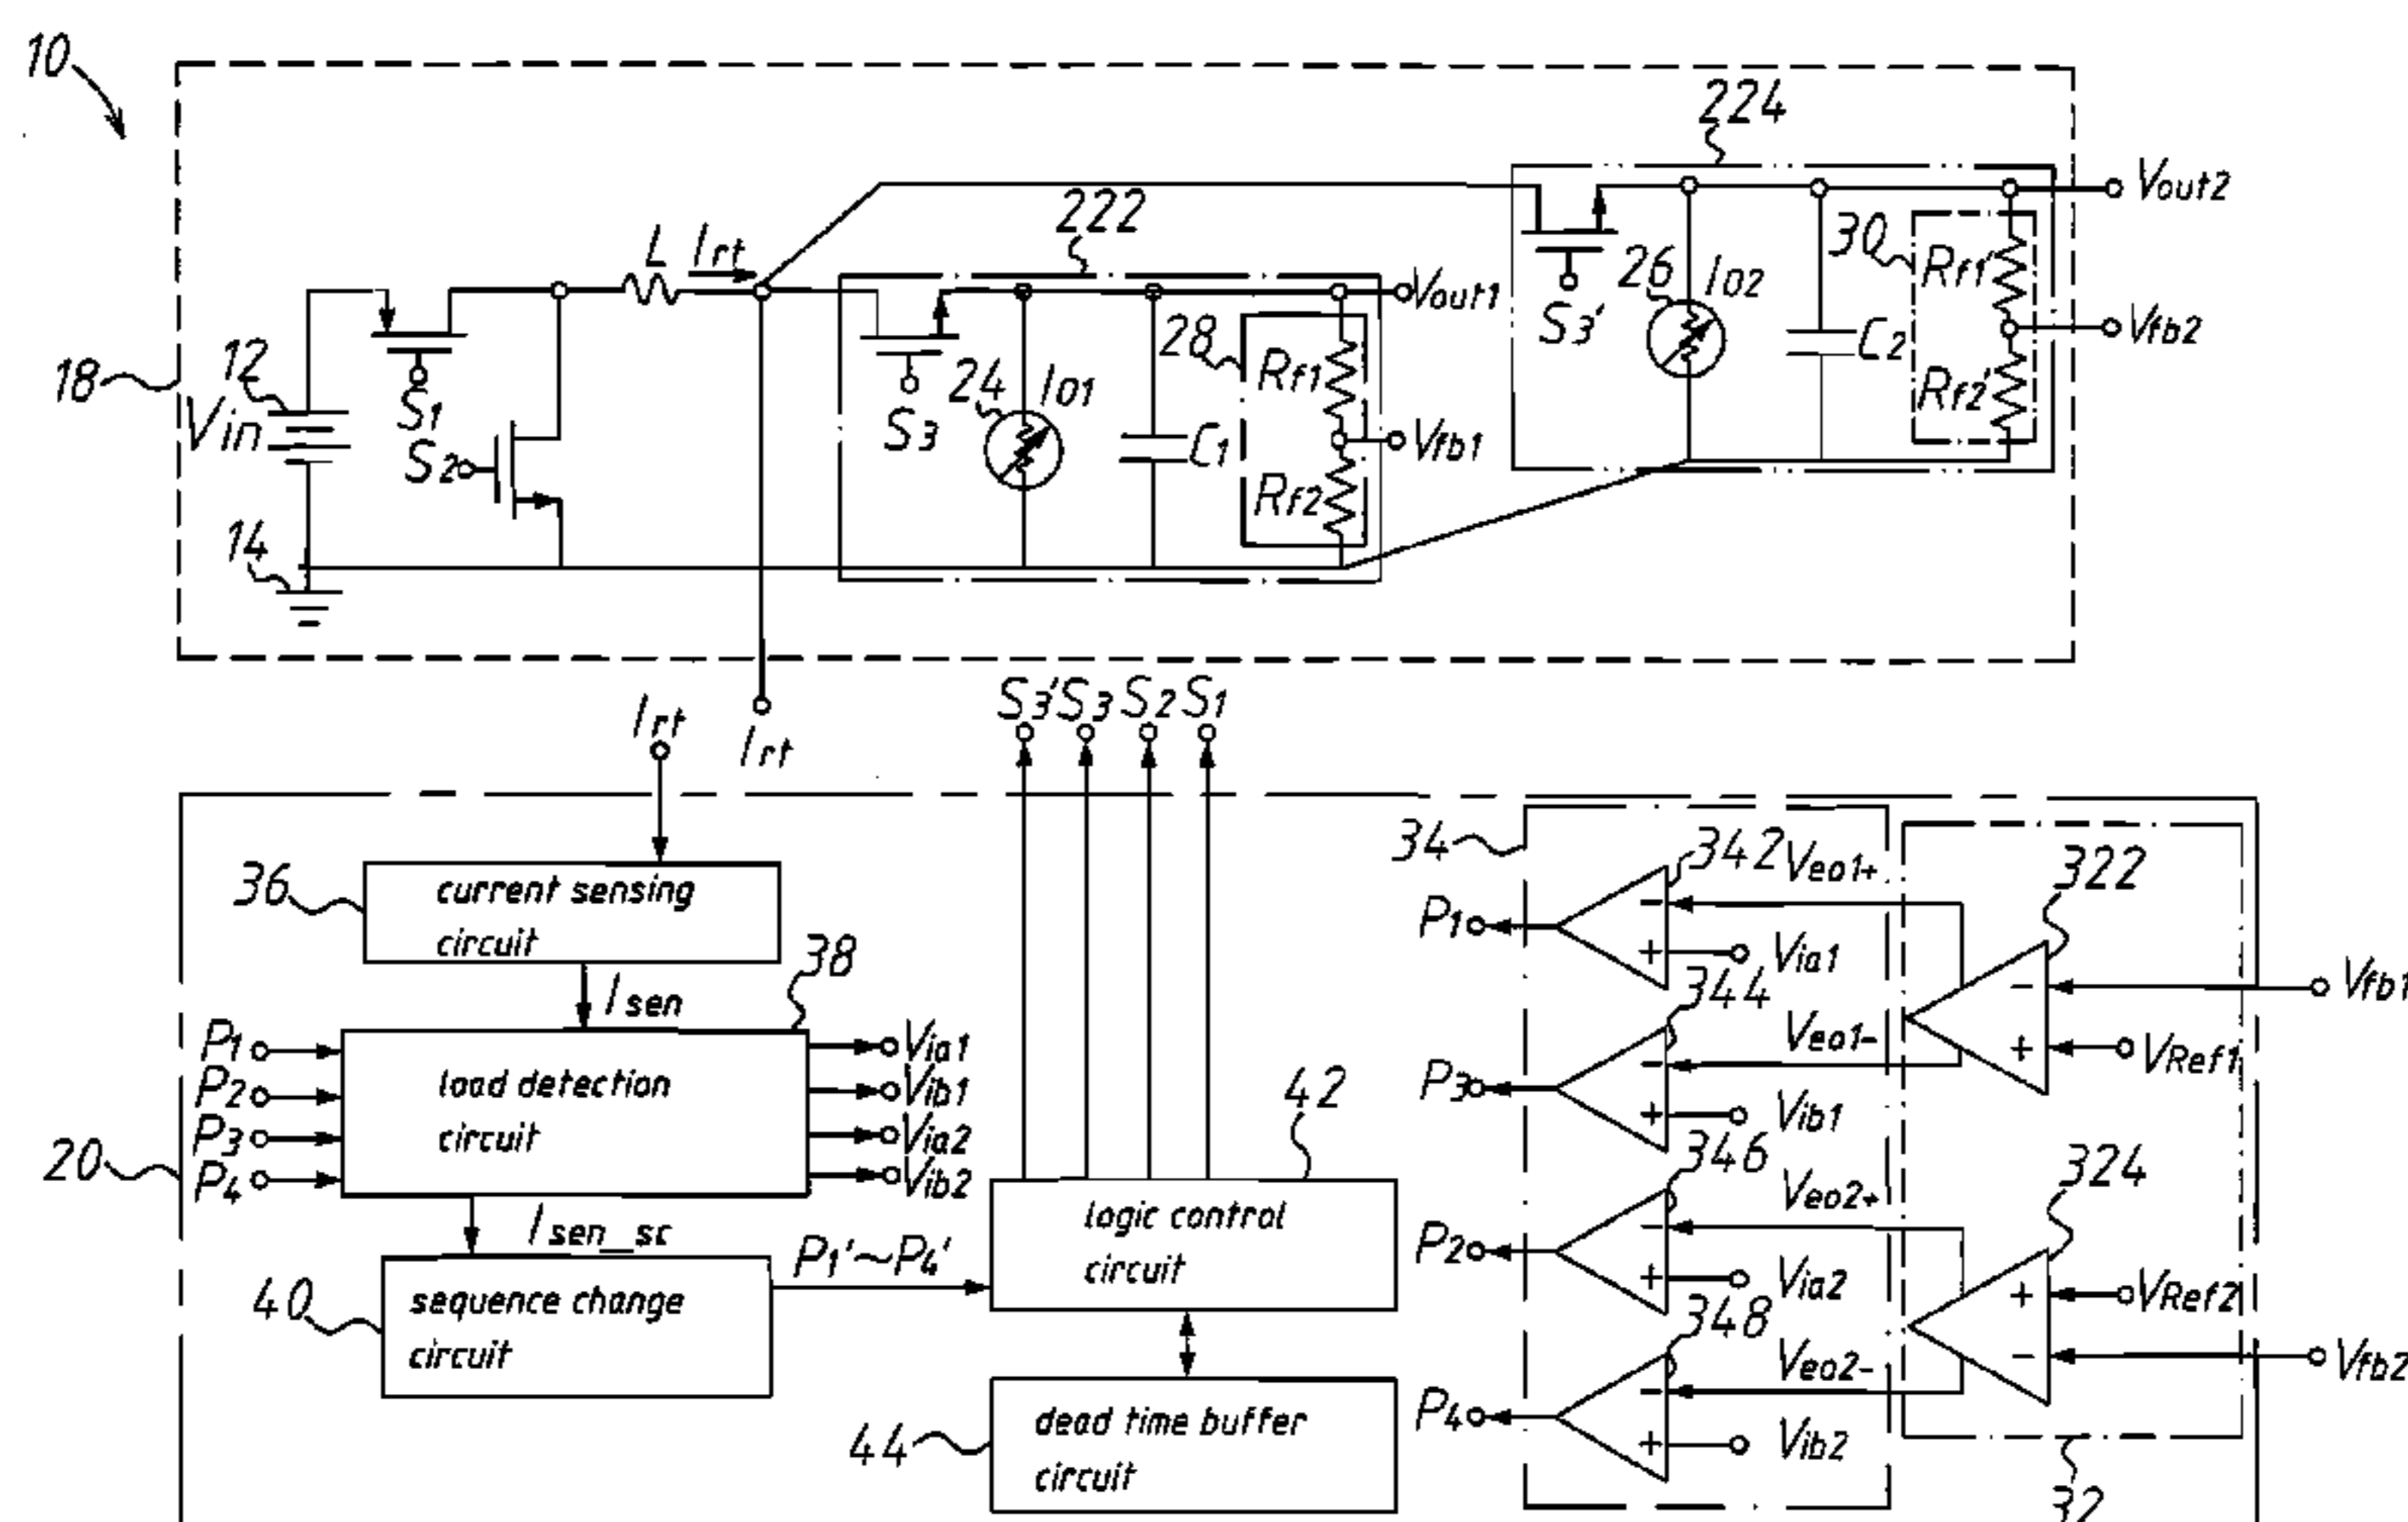 10
224
Vout2
222
L Irt
30
Rf1'
26
IO2
Vout1
S3'
Vfb2
C2
28
Rf1
Rf2'
18
12
Vin
S1
24
IO1
S3
S2
C1
Vfb1
Rf2
14
Irt
Irt
S3' S3 S2 S1
34
342
Veo1+
322
36
current sensing
circuit
P1
Via1
38
344
Vfb1
Isen
P1
P2
P3
P4
load detection
circuit
Via1
Vib1
Via2
Vib2
Veo1-
VRef1
P3
Vib1
42
20
346
324
Veo2+
Isen_sc
P1'~P4'
logic control
circuit
P2
Via2
VRef2
40
sequence change
circuit
348
Veo2-
Vfb2
44
dead time buffer
circuit
P4
Vib2
32
-
+
-
+
-
+
-
+
-
+
+
-